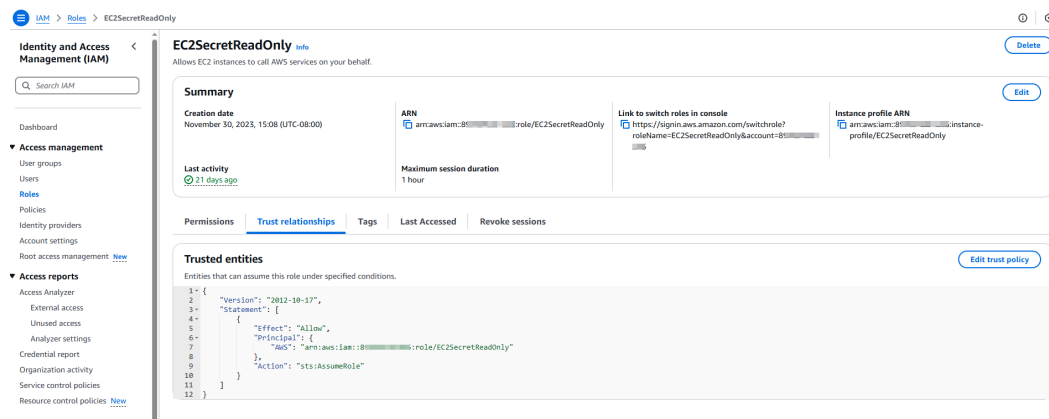 IAM > Roles > EC2SecretReadOnly
Identity and Access Management (IAM)
Search IAM
Dashboard
Access management
User groups
Users
Roles
Policies
Identity providers
Account settings
Root access management New
Access reports
Access Analyzer
External access
Unused access
Analyzer settings
Credential report
Organization activity
Service control policies
Resource control policies New
EC2SecretReadOnly Info
Delete
Allows EC2 instances to call AWS services on your behalf.
Summary
Edit
Creation date
November 30, 2023, 15:08 (UTC-08:00)
ARN
arn:aws:iam::8 :role/EC2SecretReadOnly
Link to switch roles in console
https://signin.aws.amazon.com/switchrole?
roleName=EC2SecretReadOnly&account=8
Instance profile ARN
arn:aws:iam::8 :instance-
profile/EC2SecretReadOnly
Last activity
21 days ago
Maximum session duration
1 hour
Permissions Trust relationships Tags Last Accessed Revoke sessions
Trusted entities
Edit trust policy
Entities that can assume this role under specified conditions.
1 {
2 "Version": "2012-10-17",
3 "Statement": [
4 {
5 "Effect": "Allow",
6 "Principal": {
7 "AWS": "arn:aws:iam::8 :role/EC2SecretReadOnly"
8 },
9 "Action": "sts:AssumeRole"
10 }
11 ]
12 }